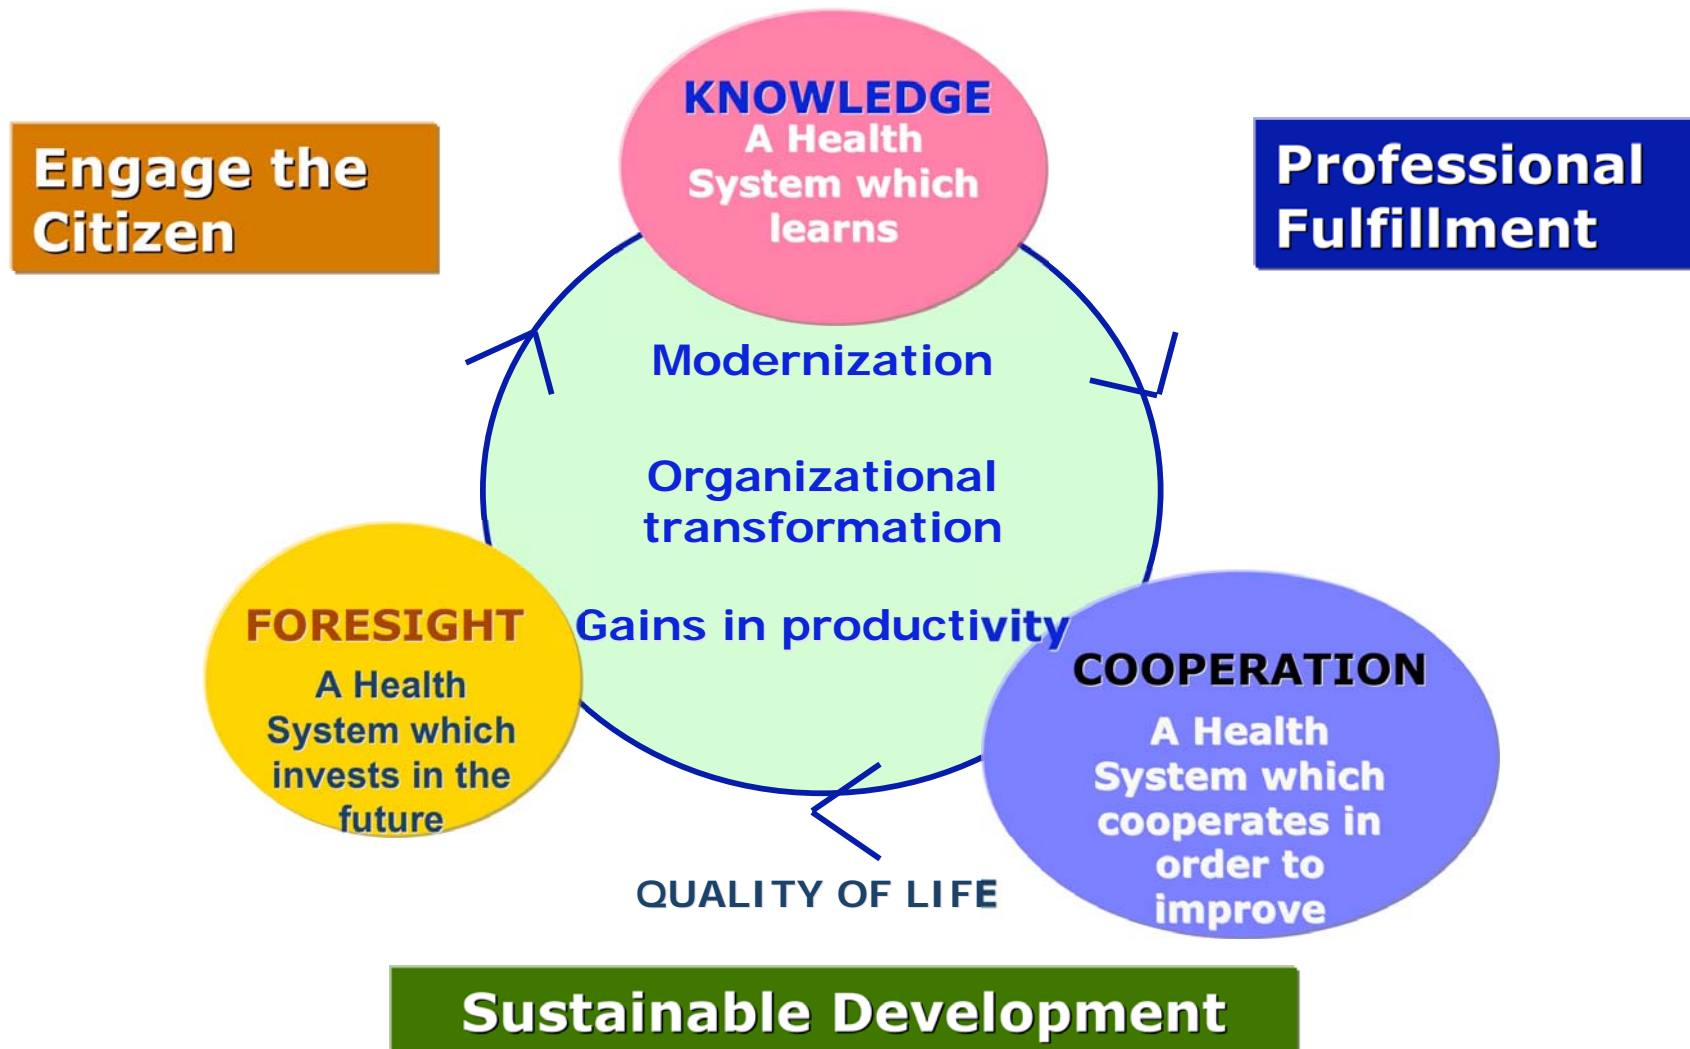 KNOWLEDGE
A Health
System which
learns
Engage the
Citizen
Professional
Fulfillment
Modernization
Organizational
transformation
Gains in productivity
FORESIGHT
A Health
System which
invests in the
future
COOPERATION
A Health
System which
cooperates in
order to
improve
QUALITY OF LIFE
Sustainable Development